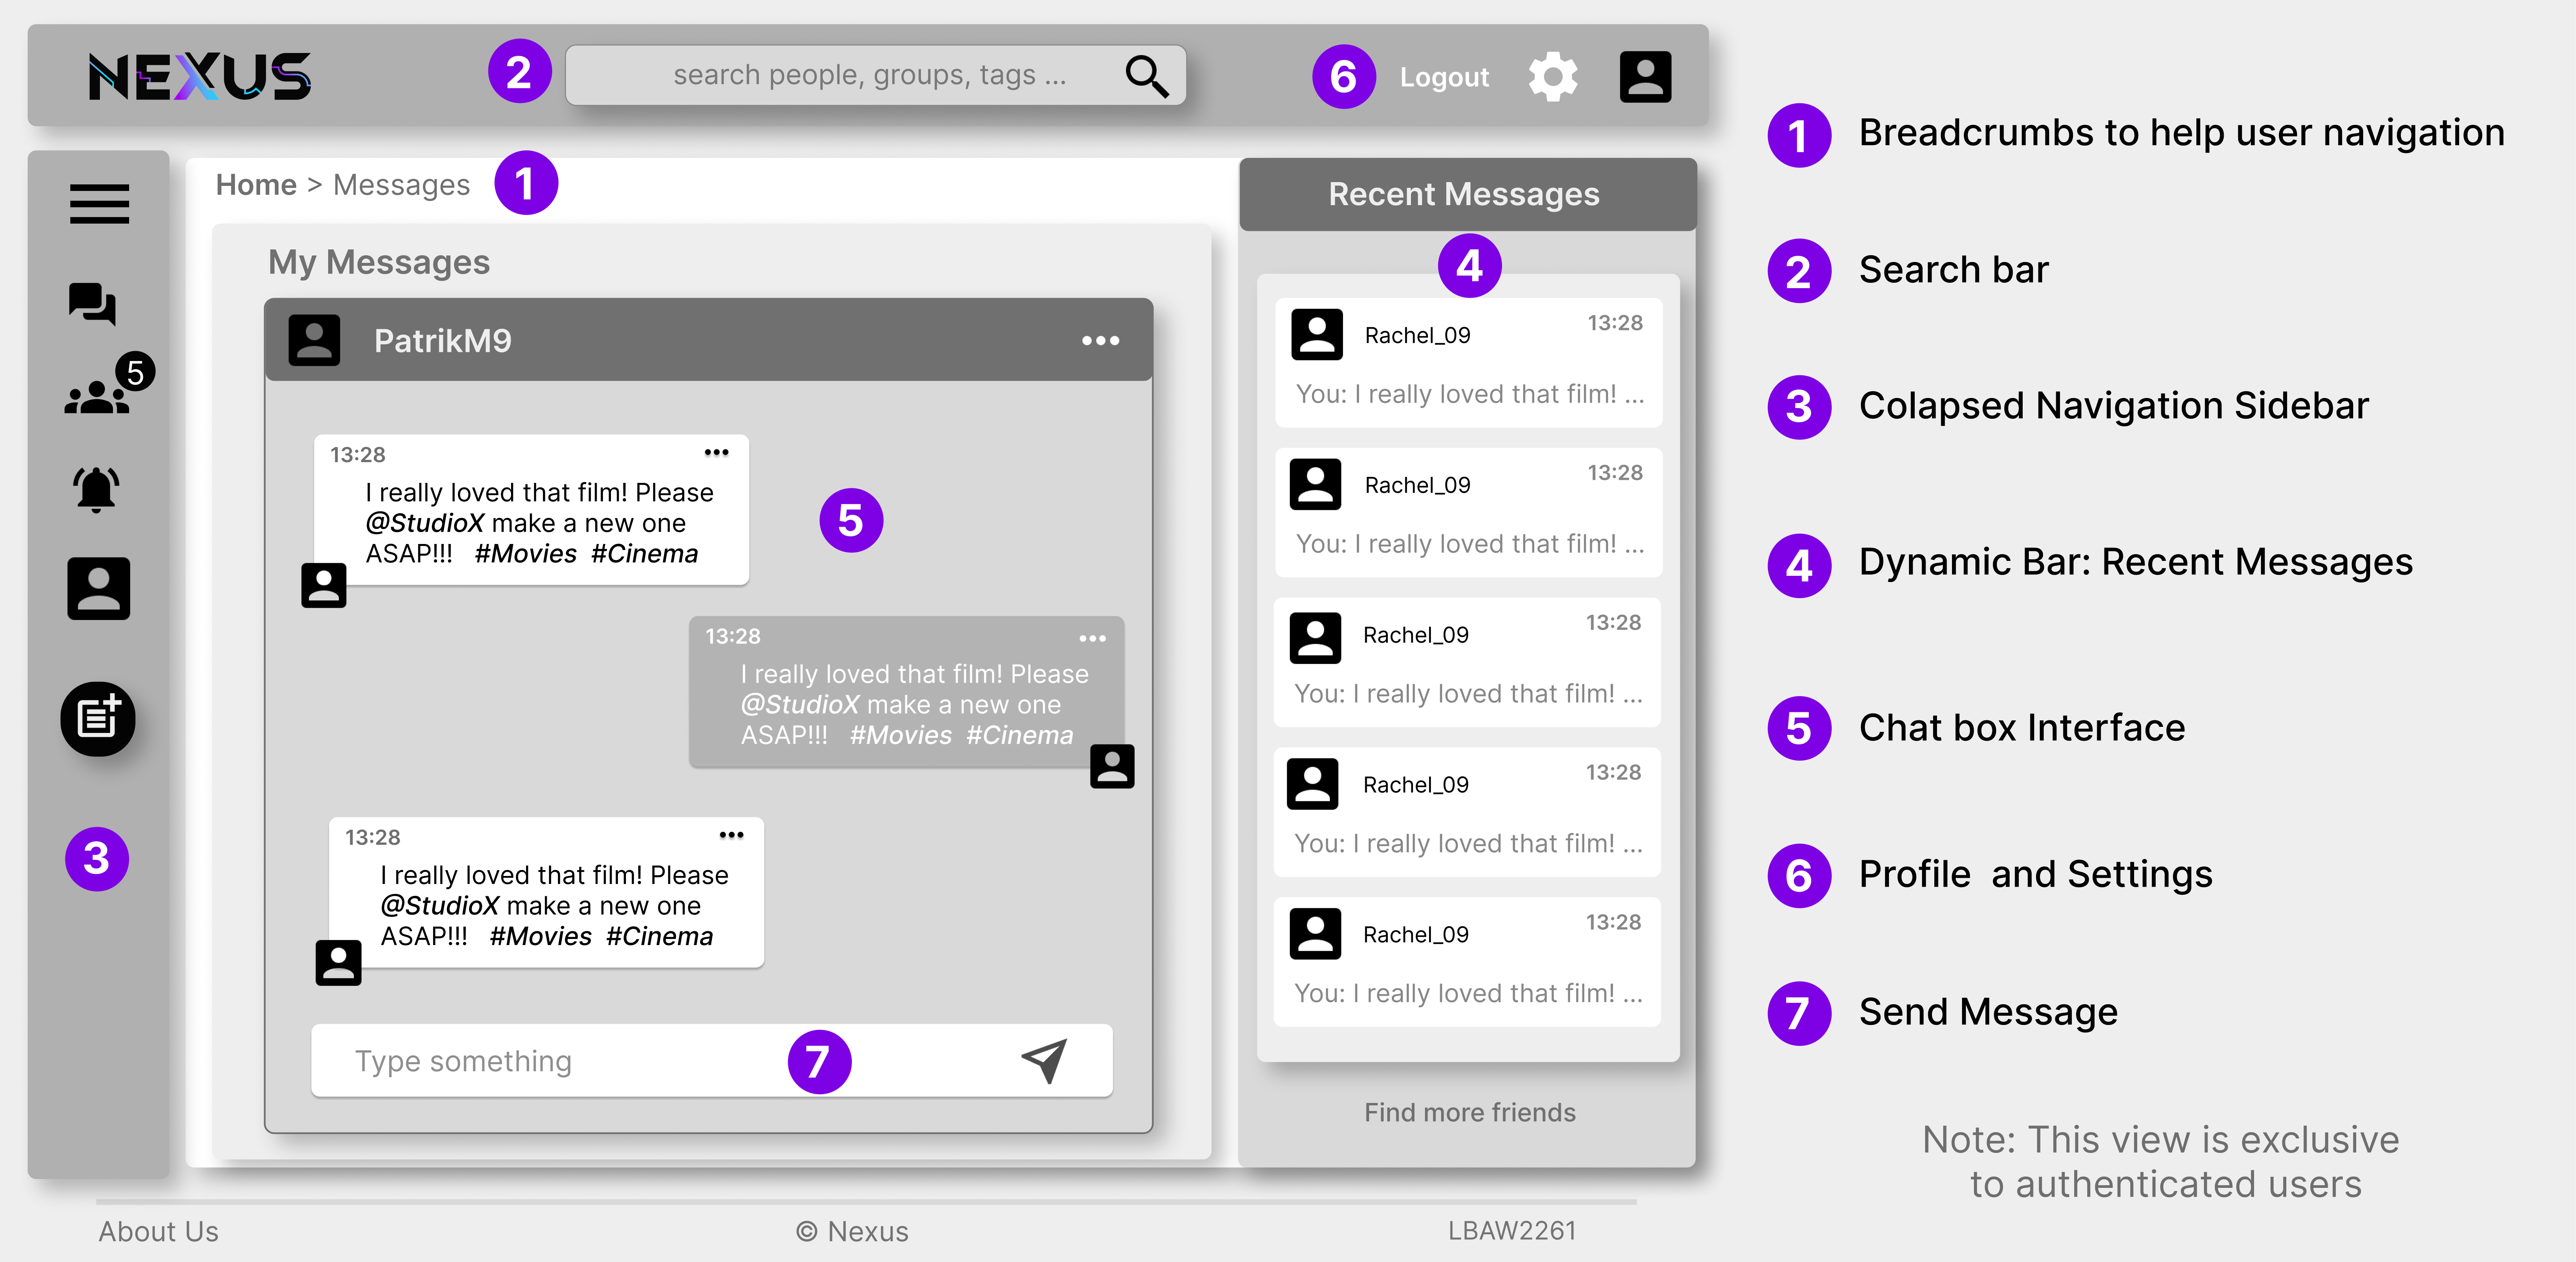 NEXUS
2
search people, groups, tags ...
6
Logout
Home > Messages
1
My Messages
PatrikM9
5
13:28
I really loved that film! Please
@StudioX make a new one
ASAP!!! #Movies #Cinema
5
13:28
I really loved that film! Please
@StudioX make a new one
ASAP!!! #Movies #Cinema
13:28
I really loved that film! Please
@StudioX make a new one
ASAP!!! #Movies #Cinema
3
Type something
7
Recent Messages
4
Rachel_09
13:28
You: I really loved that film! ...
Rachel_09
13:28
You: I really loved that film! ...
Rachel_09
13:28
You: I really loved that film! ...
Rachel_09
13:28
You: I really loved that film! ...
Rachel_09
13:28
You: I really loved that film! ...
Find more friends
About Us
© Nexus
LBAW2261
1 Breadcrumbs to help user navigation
2 Search bar
3 Colapsed Navigation Sidebar
4 Dynamic Bar: Recent Messages
5 Chat box Interface
6 Profile and Settings
7 Send Message
Note: This view is exclusive
to authenticated users